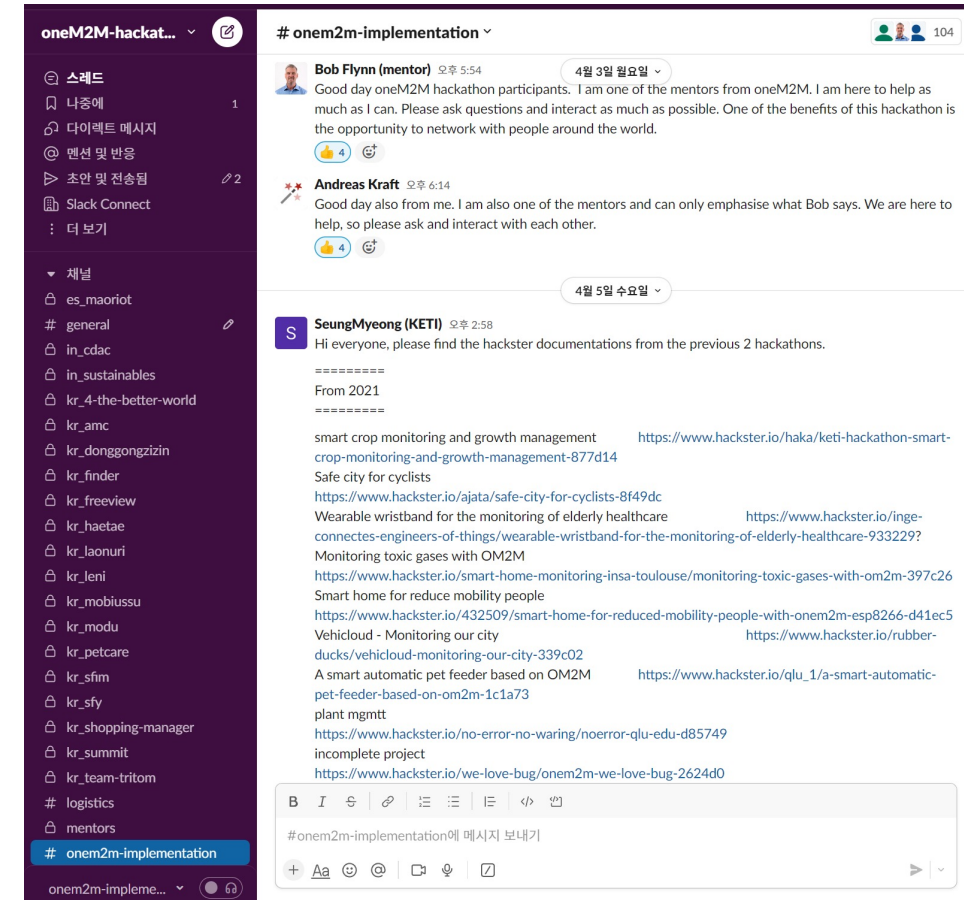 oneM2M-hackat...
스레드
나중에 1
다이렉트 메시지
멘션 및 반응
초안 및 전송됨 2
Slack Connect
더 보기
채널
es_maoriot
# general
in_cdac
in_sustainables
kr_4-the-better-world
kr_amc
kr_donggongzizin
kr_finder
kr_freeview
kr_haetae
kr_laonuri
kr_leni
kr_mobiussu
kr_modu
kr_petcare
kr_sfim
kr_sfy
kr_shopping-manager
kr_summit
kr_team-tritom
# logistics
mentors
# onem2m-implementation
onem2m-impleme...
# onem2m-implementation
104
4월 3일 월요일
Bob Flynn (mentor) 오후 5:54
Good day oneM2M hackathon participants. I am one of the mentors from oneM2M. I am here to help as
much as I can. Please ask questions and interact as much as possible. One of the benefits of this hackathon is
the opportunity to network with people around the world.
4
Andreas Kraft 오후 6:14
Good day also from me. I am also one of the mentors and can only emphasise what Bob says. We are here to
help, so please ask and interact with each other.
4
4월 5일 수요일
S
SeungMyeong (KETI) 오후 2:58
Hi everyone, please find the hackster documentations from the previous 2 hackathons.
=========
From 2021
=========
smart crop monitoring and growth management https://www.hackster.io/haka/keti-hackathon-smart-
crop-monitoring-and-growth-management-877d14
Safe city for cyclists
https://www.hackster.io/ajata/safe-city-for-cyclists-8f49dc
Wearable wristband for the monitoring of elderly healthcare https://www.hackster.io/inge-
connectes-engineers-of-things/wearable-wristband-for-the-monitoring-of-elderly-healthcare-933229?
Monitoring toxic gases with OM2M
https://www.hackster.io/smart-home-monitoring-insa-toulouse/monitoring-toxic-gases-with-om2m-397c26
Smart home for reduce mobility people
https://www.hackster.io/432509/smart-home-for-reduced-mobility-people-with-onem2m-esp8266-d41ec5
Vehicloud - Monitoring our city https://www.hackster.io/rubber-
ducks/vehicloud-monitoring-our-city-339c02
A smart automatic pet feeder based on OM2M https://www.hackster.io/qlu_1/a-smart-automatic-
pet-feeder-based-on-om2m-1c1a73
plant mgmtt
https://www.hackster.io/no-error-no-waring/noerror-qlu-edu-d85749
incomplete project
https://www.hackster.io/we-love-bug/onem2m-we-love-bug-2624d0
B I S
#onem2m-implementation에 메시지 보내기
+ Aa @